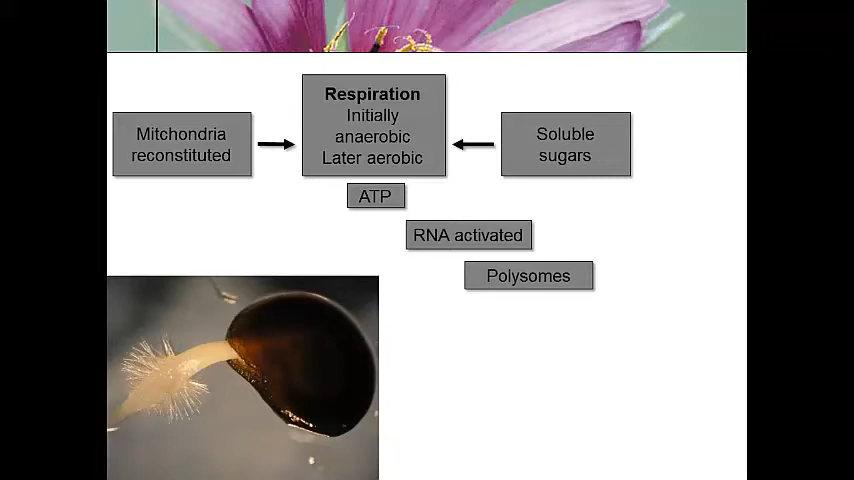 Respiration
Initially
anaerobic
Later aerobic
Mitchondria
reconstituted
Soluble
sugars
ATP
RNA activated
Polysomes